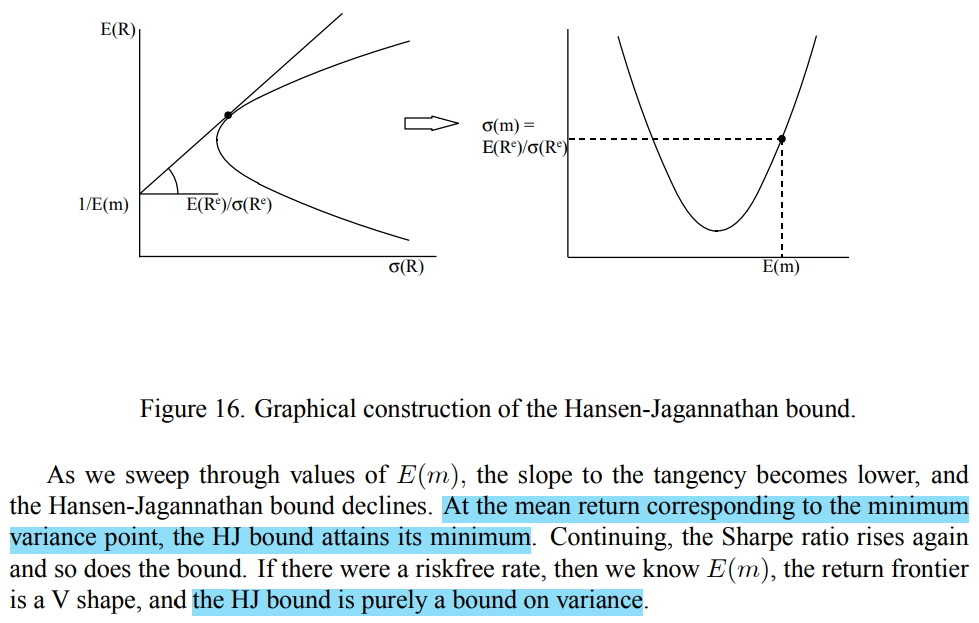 E(R)
1/E(m)
E(Rᵉ)/σ(Rᵉ)
σ(R)
σ(m) =
E(Rᵉ)/σ(Rᵉ)
E(m)
Figure 16. Graphical construction of the Hansen-Jagannathan bound.
As we sweep through values of E(m), the slope to the tangency becomes lower, and
the Hansen-Jagannathan bound declines. At the mean return corresponding to the minimum
variance point, the HJ bound attains its minimum. Continuing, the Sharpe ratio rises again
and so does the bound. If there were a riskfree rate, then we know E(m), the return frontier
is a V shape, and the HJ bound is purely a bound on variance.